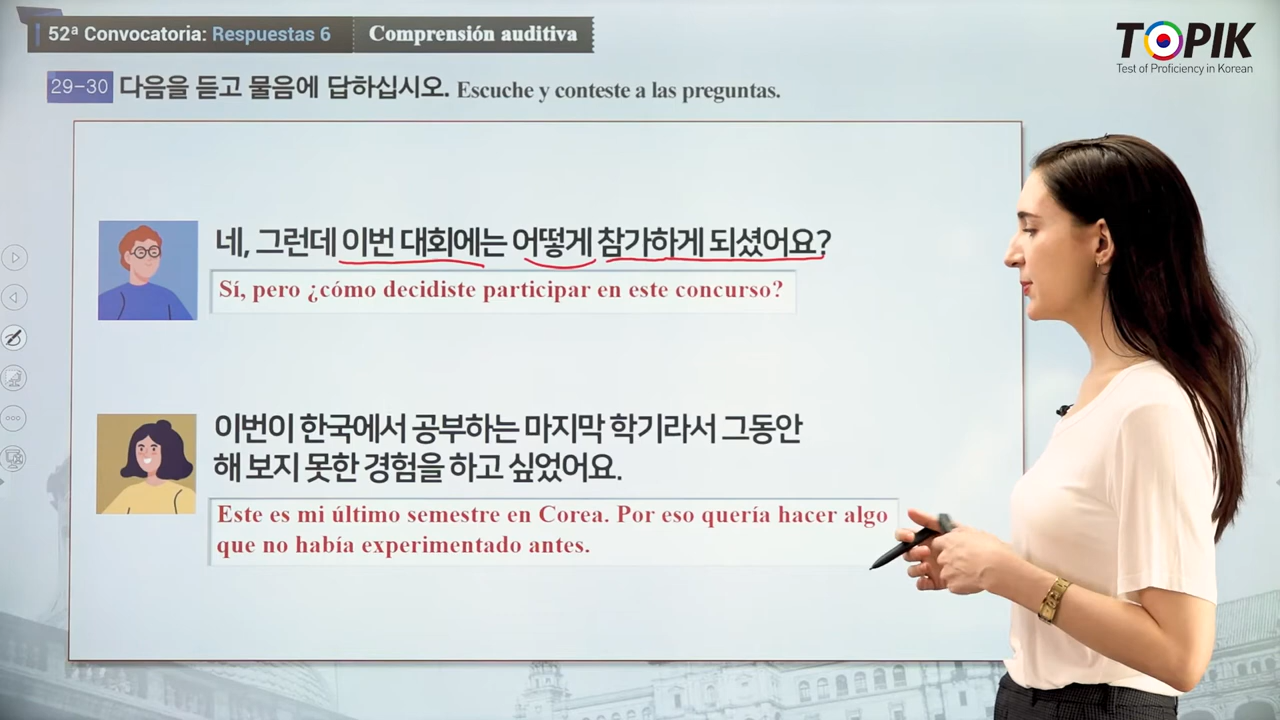 52ª Convocatoria: Respuestas 6
Comprensión auditiva
TOPIK
Test of Proficiency in Korean
29-30 다음을 듣고 물음에 답하십시오. Escuche y conteste a las preguntas.
네, 그런데 이번 대회에는 어떻게 참가하게 되셨어요?
Sí, pero ¿cómo decidiste participar en este concurso?
이번이 한국에서 공부하는 마지막 학기라서 그동안
해 보지 못한 경험을 하고 싶었어요.
Este es mi último semestre en Corea. Por eso quería hacer algo
que no había experimentado antes.